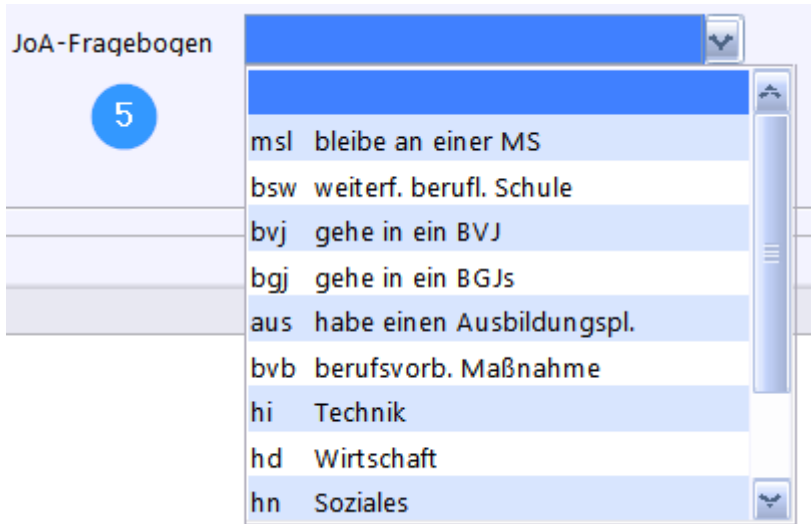 JoA-Fragebogen
5
msl bleibe an einer MS
bsw weiterf. berufl. Schule
bvj gehe in ein BVJ
bgj gehe in ein BGJs
aus habe einen Ausbildungspl.
bvb berufsvorb. Maßnahme
hi Technik
hd Wirtschaft
hn Soziales